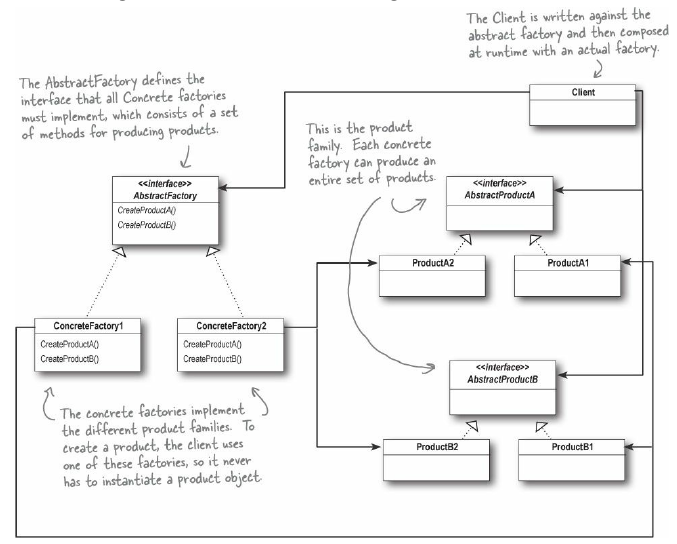 The Client is written against the
abstract factory and then composed
at runtime with an actual factory.
The AbstractFactory defines the
interface that all Concrete factories
must implement, which consists of a set
of methods for producing products.
Client
This is the product
family. Each concrete
factory can produce an
entire set of products.
<<interface>>
AbstractFactory
CreateProductA()
CreateProductB()
<<interface>>
AbstractProductA
ProductA2
ProductA1
ConcreteFactory1
CreateProductA()
CreateProductB()
ConcreteFactory2
CreateProductA()
CreateProductB()
<<interface>>
AbstractProductB
ProductB2
ProductB1
The concrete factories implement
the different product families. To
create a product, the client uses
one of these factories, so it never
has to instantiate a product object